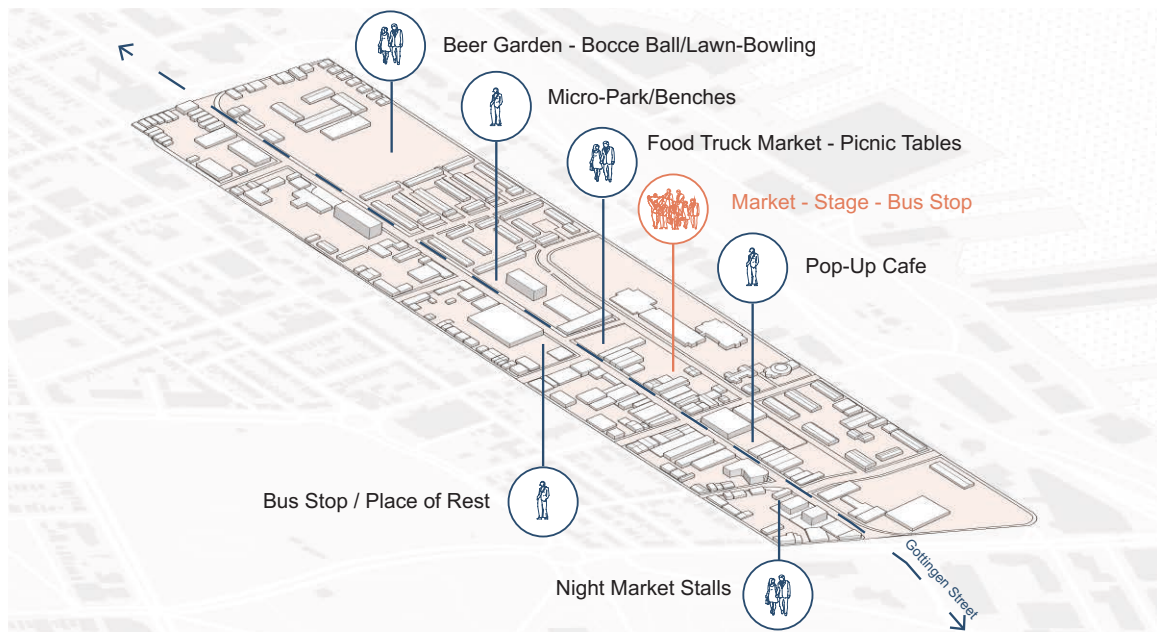 Beer Garden - Bocce Ball/Lawn-Bowling
Micro-Park/Benches
Food Truck Market - Picnic Tables
Market - Stage - Bus Stop
Pop-Up Cafe
Bus Stop / Place of Rest
Night Market Stalls
Gottingen Street